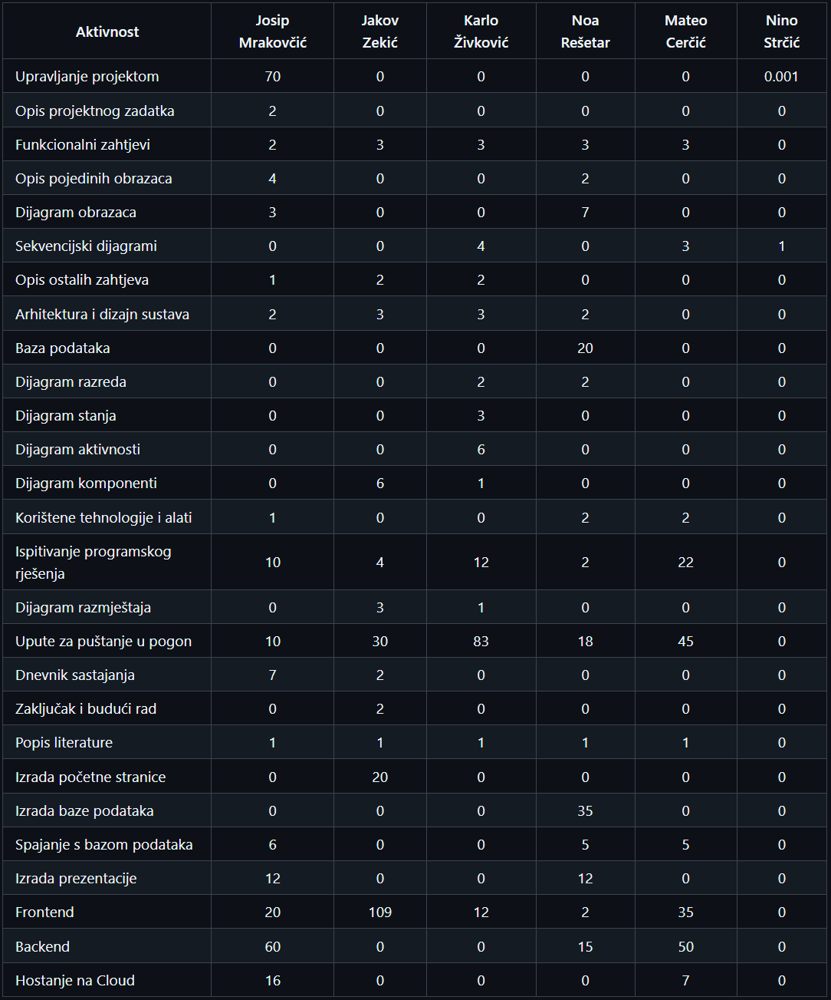 Aktivnost Josip Mrakovčić Jakov Zekić Karlo Živković Noa Rešetar Mateo Cerčić Nino Strčić
Upravljanje projektom 70 0 0 0 0 0.001
Opis projektnog zadatka 2 0 0 0 0 0
Funkcionalni zahtjevi 2 3 3 3 3 0
Opis pojedinih obrazaca 4 0 0 2 0 0
Dijagram obrazaca 3 0 0 7 0 0
Sekvencijski dijagrami 0 0 4 0 3 1
Opis ostalih zahtjeva 1 2 2 0 0 0
Arhitektura i dizajn sustava 2 3 3 2 0 0
Baza podataka 0 0 0 20 0 0
Dijagram razreda 0 0 2 2 0 0
Dijagram stanja 0 0 3 0 0 0
Dijagram aktivnosti 0 0 6 0 0 0
Dijagram komponenti 0 6 1 0 0 0
Korištene tehnologije i alati 1 0 0 2 2 0
Ispitivanje programskog rješenja 10 4 12 2 22 0
Dijagram razmještaja 0 3 1 0 0 0
Upute za puštanje u pogon 10 30 83 18 45 0
Dnevnik sastajanja 7 2 0 0 0 0
Zaključak i budući rad 0 2 0 0 0 0
Popis literature 1 1 1 1 1 0
Izrada početne stranice 0 20 0 0 0 0
Izrada baze podataka 0 0 0 35 0 0
Spajanje s bazom podataka 6 0 0 5 5 0
Izrada prezentacije 12 0 0 12 0 0
Frontend 20 109 12 2 35 0
Backend 60 0 0 15 50 0
Hostanje na Cloud 16 0 0 0 7 0